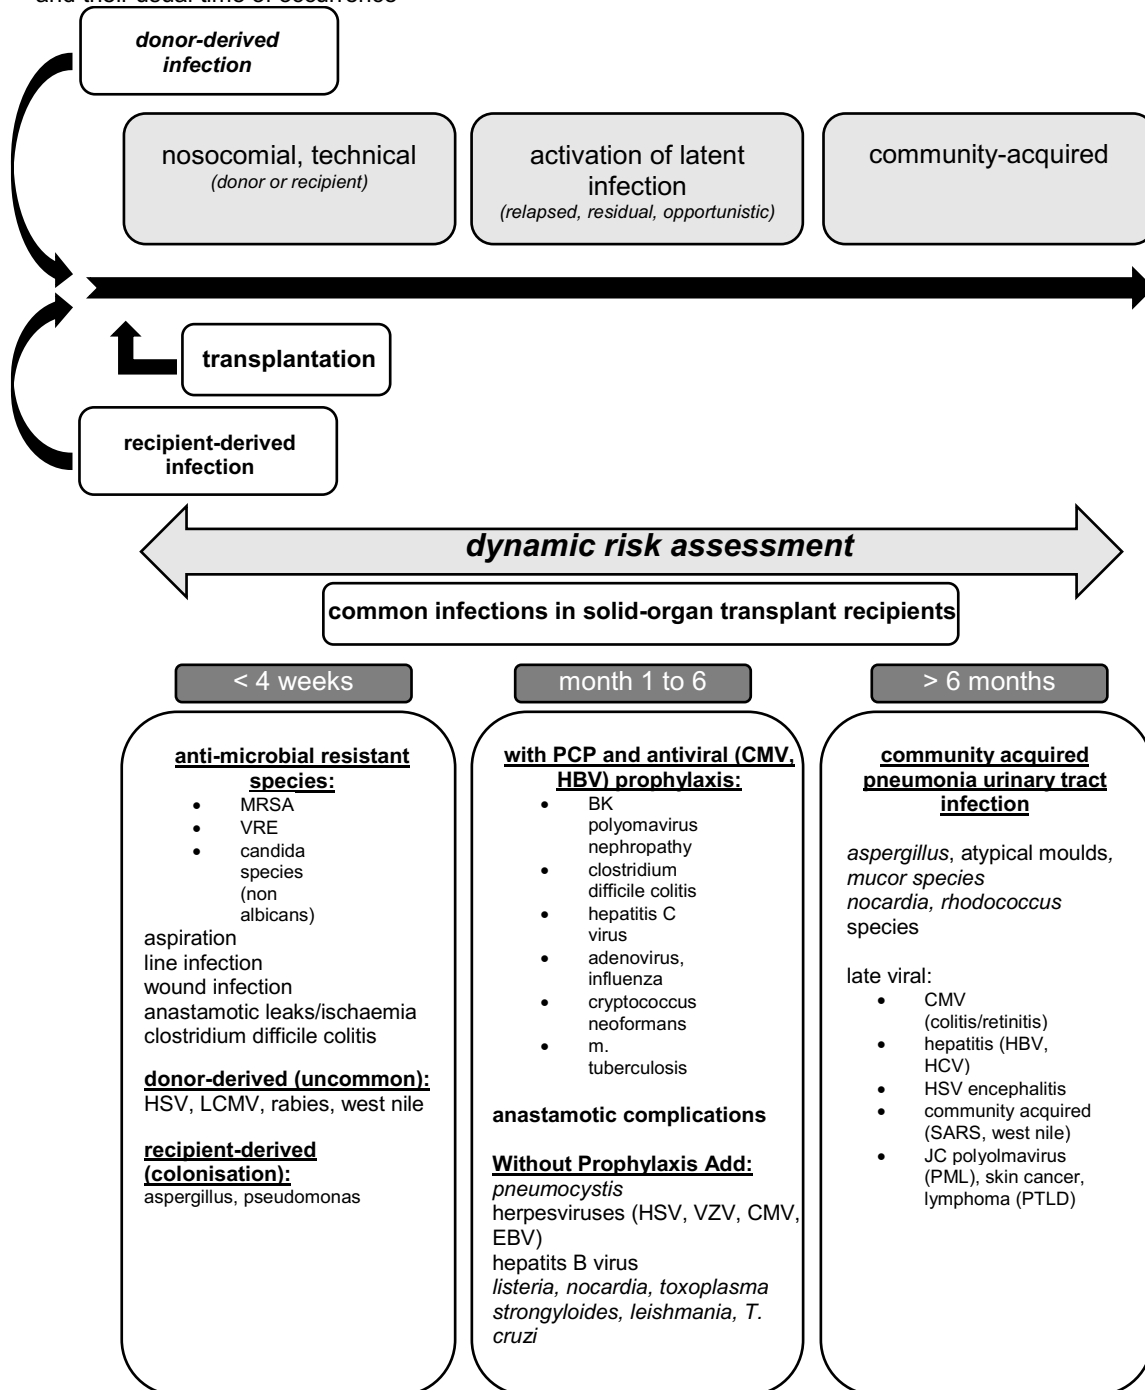 and their usual time of occurrence
donor-derived
infection
nosocomial, technical
(donor or recipient)
activation of latent
infection
(relapsed, residual, opportunistic)
community-acquired
transplantation
recipient-derived
infection
dynamic risk assessment
common infections in solid-organ transplant recipients
< 4 weeks
anti-microbial resistant
species:
• MRSA
• VRE
• candida
species
(non
albicans)
aspiration
line infection
wound infection
anastamotic leaks/ischaemia
clostridium difficile colitis
donor-derived (uncommon):
HSV, LCMV, rabies, west nile
recipient-derived
(colonisation):
aspergillus, pseudomonas
month 1 to 6
with PCP and antiviral (CMV,
HBV) prophylaxis:
• BK
polyomavirus
nephropathy
• clostridium
difficile colitis
• hepatitis C
virus
• adenovirus,
influenza
• cryptococcus
neoformans
• m.
tuberculosis
anastamotic complications
Without Prophylaxis Add:
pneumocystis
herpesviruses (HSV, VZV, CMV,
EBV)
hepatits B virus
listeria, nocardia, toxoplasma
strongyloides, leishmania, T.
cruzi
> 6 months
community acquired
pneumonia urinary tract
infection
aspergillus, atypical moulds,
mucor species
nocardia, rhodococcus
species
late viral:
• CMV
(colitis/retinitis)
• hepatitis (HBV,
HCV)
• HSV encephalitis
• community acquired
(SARS, west nile)
• JC polyolmavirus
(PML), skin cancer,
lymphoma (PTLD)